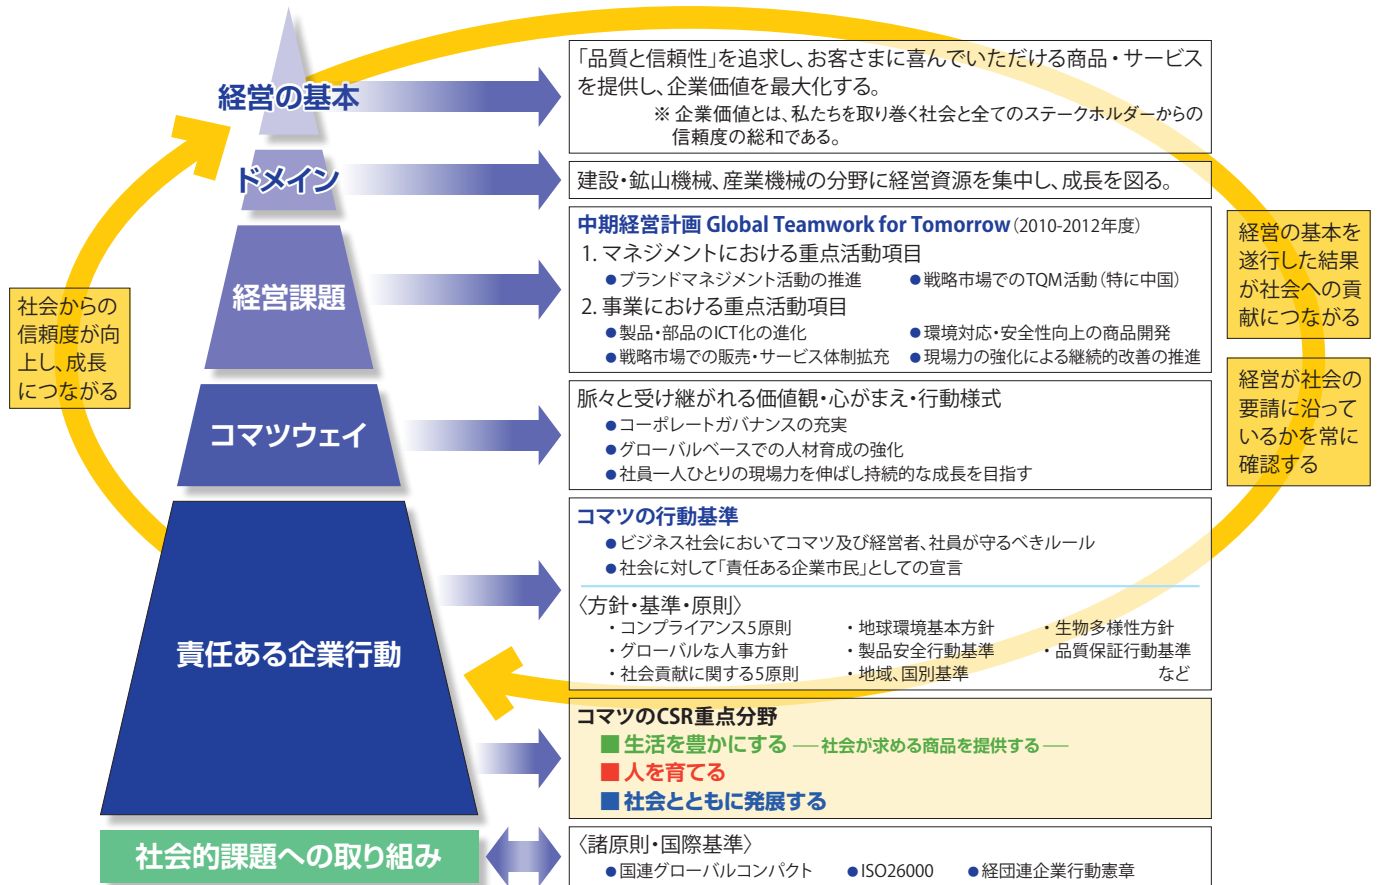 経営の基本
「品質と信頼性」を追求し、お客さまに喜んでいただける商品・サービス
を提供し、企業価値を最大化する。
※ 企業価値とは、私たちを取り巻く社会と全てのステークホルダーからの
信頼度の総和である。
ドメイン
建設・鉱山機械、産業機械の分野に経営資源を集中し、成長を図る。
経営課題
中期経営計画 Global Teamwork for Tomorrow（2010-2012年度）
1. マネジメントにおける重点活動項目
●ブランドマネジメント活動の推進 ●戦略市場でのTQM活動（特に中国）
2. 事業における重点活動項目
●製品・部品のICT化の進化 ●環境対応・安全性向上の商品開発
●戦略市場での販売・サービス体制拡充 ●現場力の強化による継続的改善の推進
コマツウェイ
脈々と受け継がれる価値観・心がまえ・行動様式
●コーポレートガバナンスの充実
●グローバルベースでの人材育成の強化
●社員一人ひとりの現場力を伸ばし持続的な成長を目指す
責任ある企業行動
コマツの行動基準
●ビジネス社会においてコマツ及び経営者、社員が守るべきルール
●社会に対して「責任ある企業市民」としての宣言
〈方針・基準・原則〉
・コンプライアンス5原則 ・地球環境基本方針 ・生物多様性方針
・グローバルな人事方針 ・製品安全行動基準 ・品質保証行動基準
・社会貢献に関する5原則 ・地域、国別基準 など
コマツのCSR重点分野
■生活を豊かにする ―社会が求める商品を提供する―
■人を育てる
■社会とともに発展する
社会的課題への取り組み
〈諸原則・国際基準〉
●国連グローバルコンパクト ●ISO26000 ●経団連企業行動憲章
経営の基本を
遂行した結果
が社会への貢
献につながる
経営が社会の
要請に沿って
いるかを常に
確認する
社会からの
信頼度が向
上し、成長
につながる